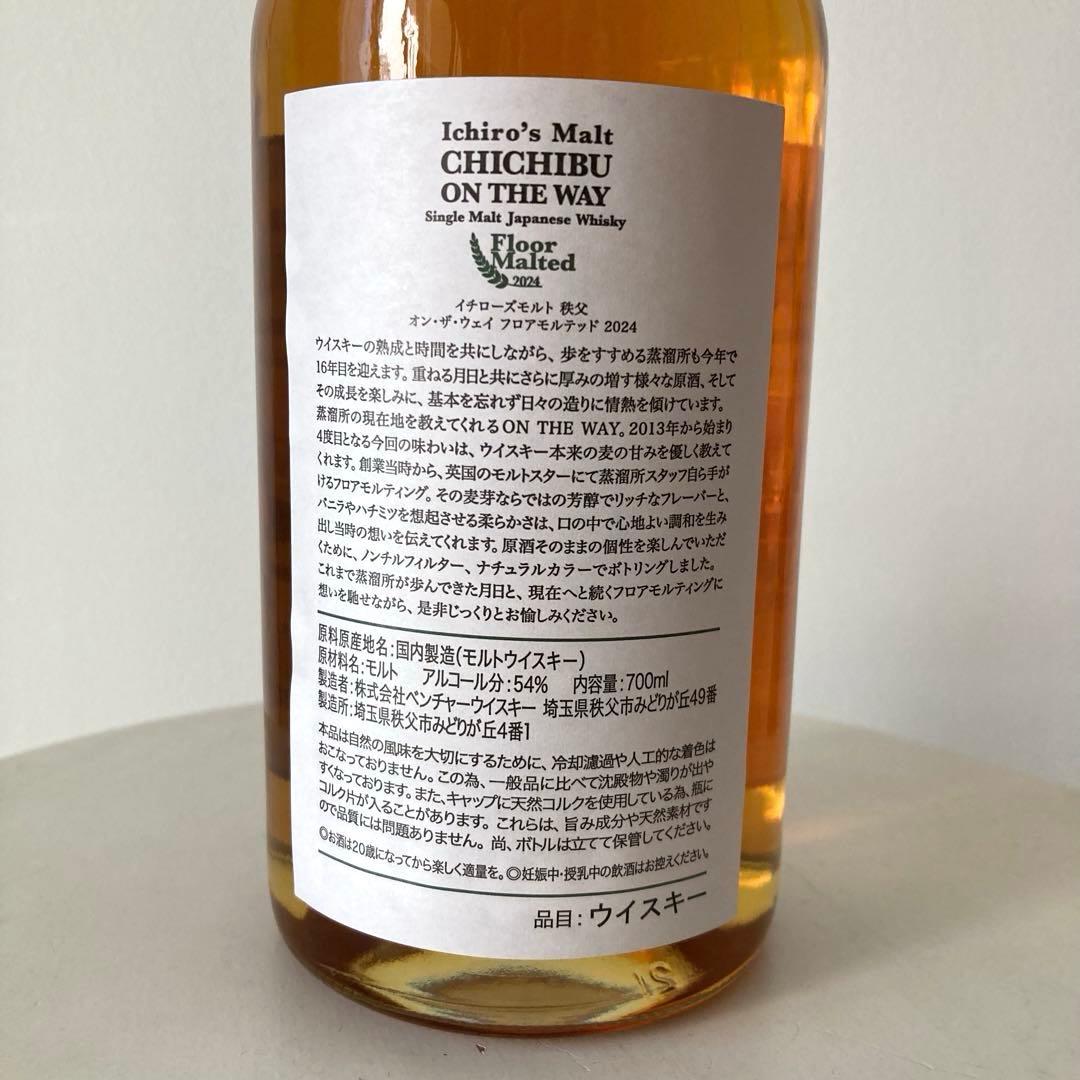 Ichiro's Malt
CHICHIBU
ON THE WAY
Single Malt Japanese Whisky
Floor
Malted
2024
イチローズモルト 秩父
オン・ザ・ウェイ フロアモルテッド 2024
ウイスキーの熟成と時間を共にしながら、歩をすすめる蒸溜所も今年で
16年目を迎えます。重ねる月日と共にさらに厚みの増す様々な原酒、そして
その成長を楽しみに、基本を忘れず日々の造りに情熱を傾けています。
蒸溜所の現在地を教えてくれるON THE WAY。2013年から始まり
4度目となる今回の味わいは、ウイスキー本来の麦の甘みを優しく教えて
くれます。創業当時から、英国のモルトスターにて蒸溜所スタッフ自ら手が
けるフロアモルティング。その麦芽ならではの芳醇でリッチなフレーバーと、
バニラやハチミツを想起させる柔らかさは、口の中で心地よい調和を生み
出し当時の想いを伝えてくれます。原酒そのままの個性を楽しんでいただ
くために、ノンチルフィルター、ナチュラルカラーでボトリングしました。
これまで蒸溜所が歩んできた月日と、現在へと続くフロアモルティングに
想いを馳せながら、是非じっくりとお愉しみください。
原料原産地名:国内製造(モルトウイスキー)
原材料名:モルト アルコール分:54% 内容量:700ml
製造者:株式会社ベンチャーウイスキー 埼玉県秩父市みどりが丘49番
製造所:埼玉県秩父市みどりが丘4番1
本品は自然の風味を大切にするために、冷却濾過や人工的な着色は
おこなっておりません。この為、一般品に比べて沈殿物や濁りが出や
すくなっております。また、キャップに天然コルクを使用している為、瓶に
コルク片が入ることがあります。これらは、旨み成分や天然素材です
ので品質には問題ありません。尚、ボトルは立てて保管してください。
◎お酒は20歳になってから楽しく適量を。◎妊娠中・授乳中の飲酒はお控えください。
品目:ウイスキー
21